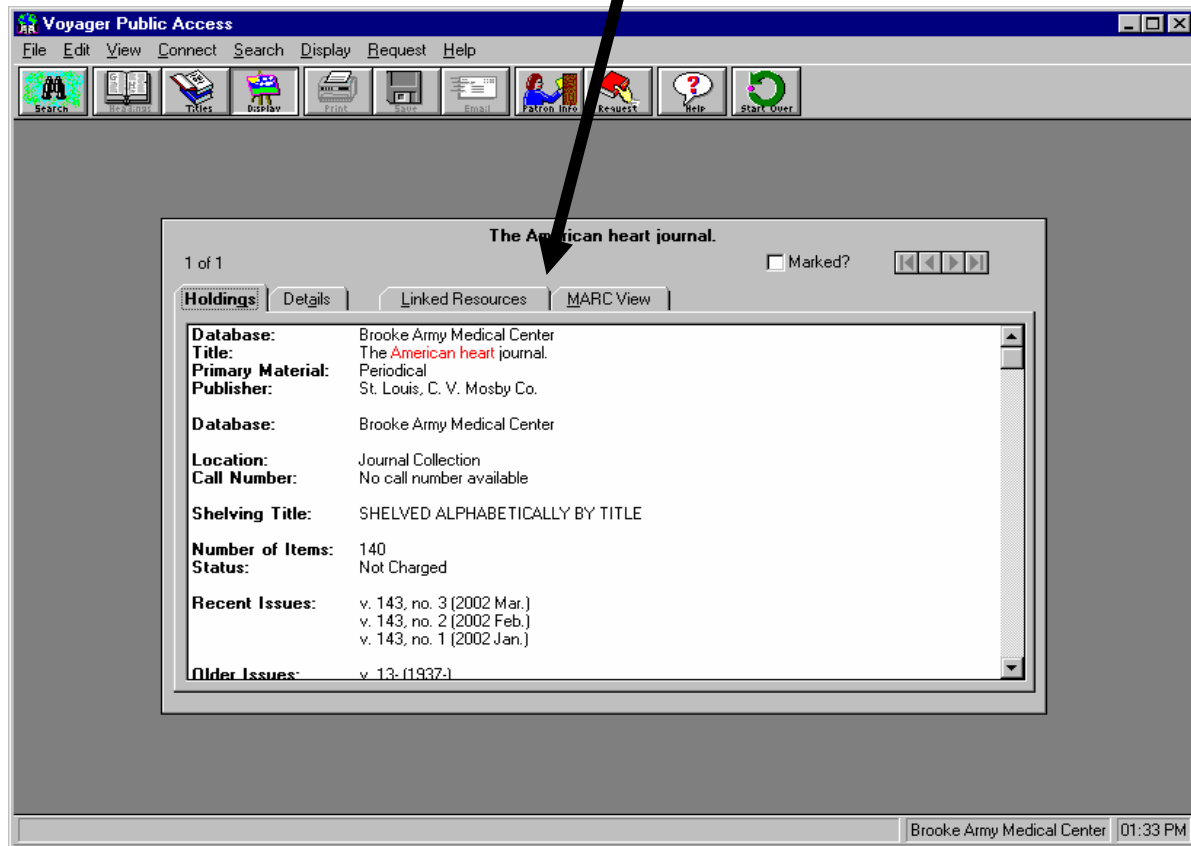 Voyager Public Access
File Edit View Connect Search Display Request Help
Search Headings Titles Display Print Save Email Patron Info Request Help Start Over
The American heart journal.
1 of 1 Marked?
Holdings Details Linked Resources MARC View
Database: Brooke Army Medical Center
Title: The American heart journal.
Primary Material: Periodical
Publisher: St. Louis, C. V. Mosby Co.
Database: Brooke Army Medical Center
Location: Journal Collection
Call Number: No call number available
Shelving Title: SHELVED ALPHABETICALLY BY TITLE
Number of Items: 140
Status: Not Charged
Recent Issues: v. 143, no. 3 (2002 Mar.)
v. 143, no. 2 (2002 Feb.)
v. 143, no. 1 (2002 Jan.)
Older Issues: v. 13- (1937-)
Brooke Army Medical Center 01:33 PM